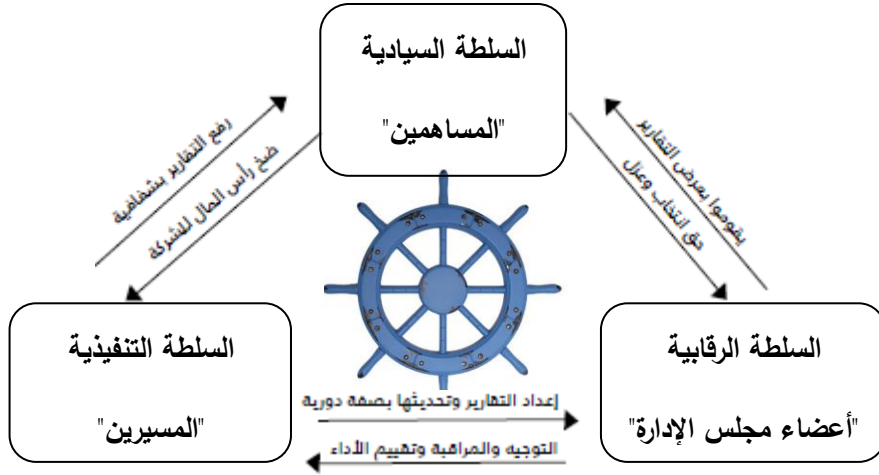 السلطة السيادية
"المساهمين"
رفع التقارير بشفافية
ضخ رأس المال للشركة
يقوموا بعرض التقارير
حق انتخاب وعزل
السلطة الرقابية
"أعضاء مجلس الإدارة"
السلطة التنفيذية
"المسيرين"
إعداد التقارير وتحديثها بصفة دورية
التوجيه والمراقبة وتقييم الأداء